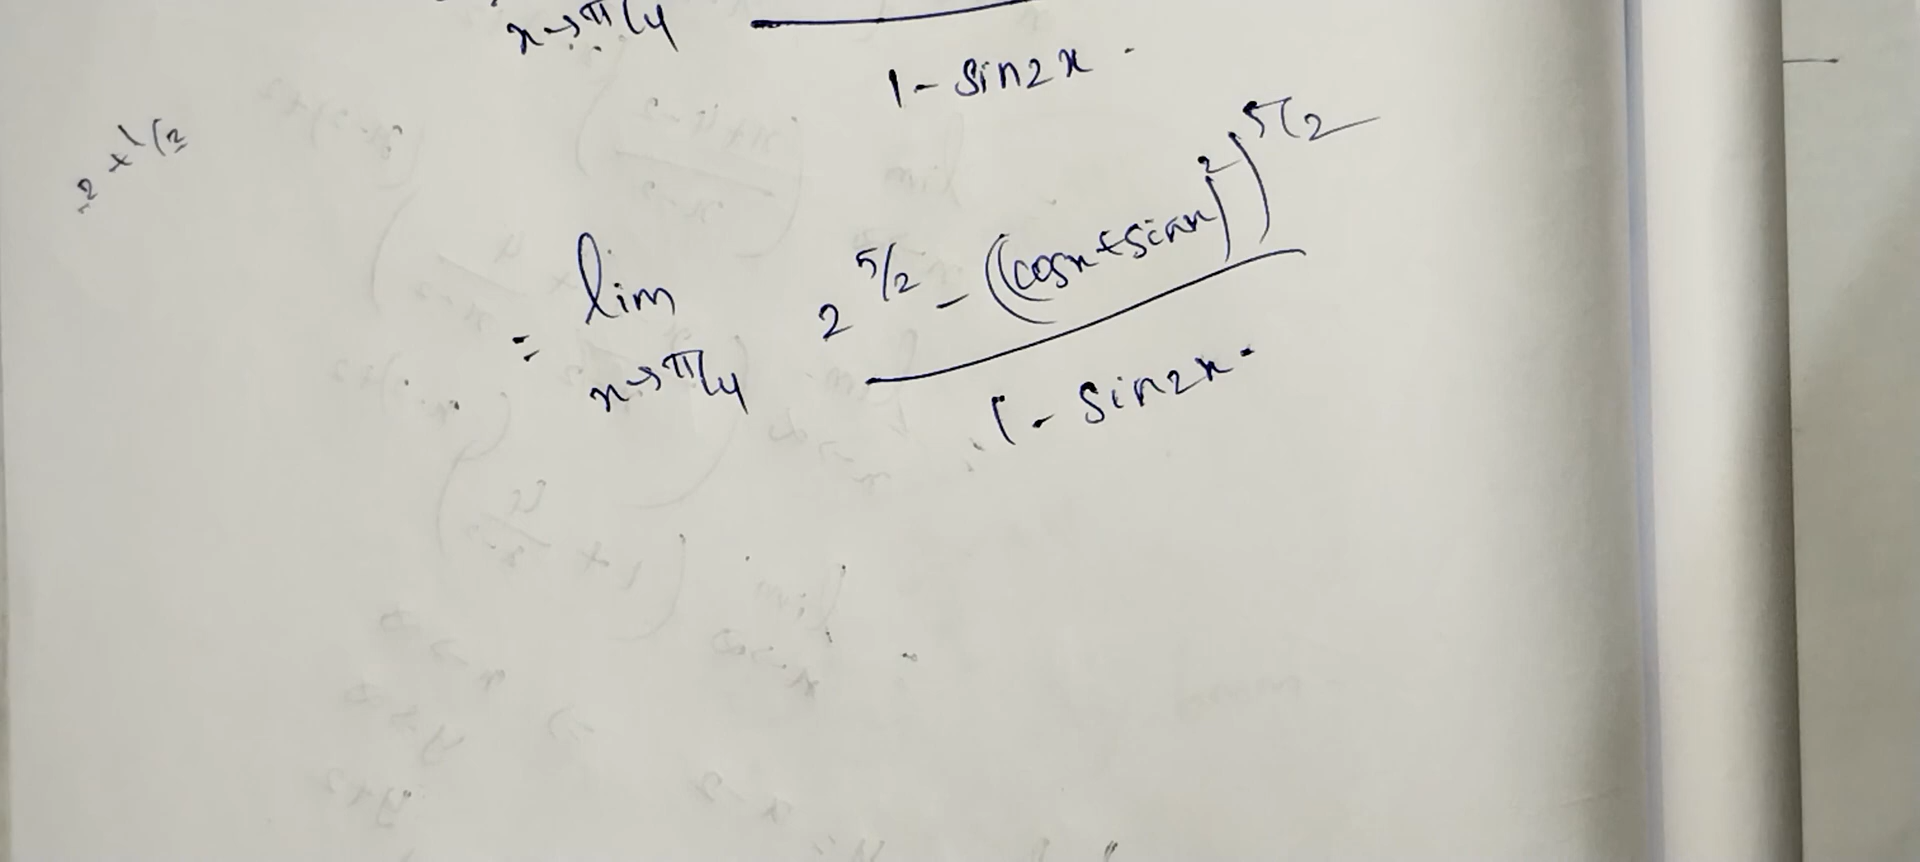 x→π/4
1 - sin2x
2 + 1/2
= lim 2^5/2 - ((cosx + sinx)^2)^5/2
x→π/4
1 - sin2x